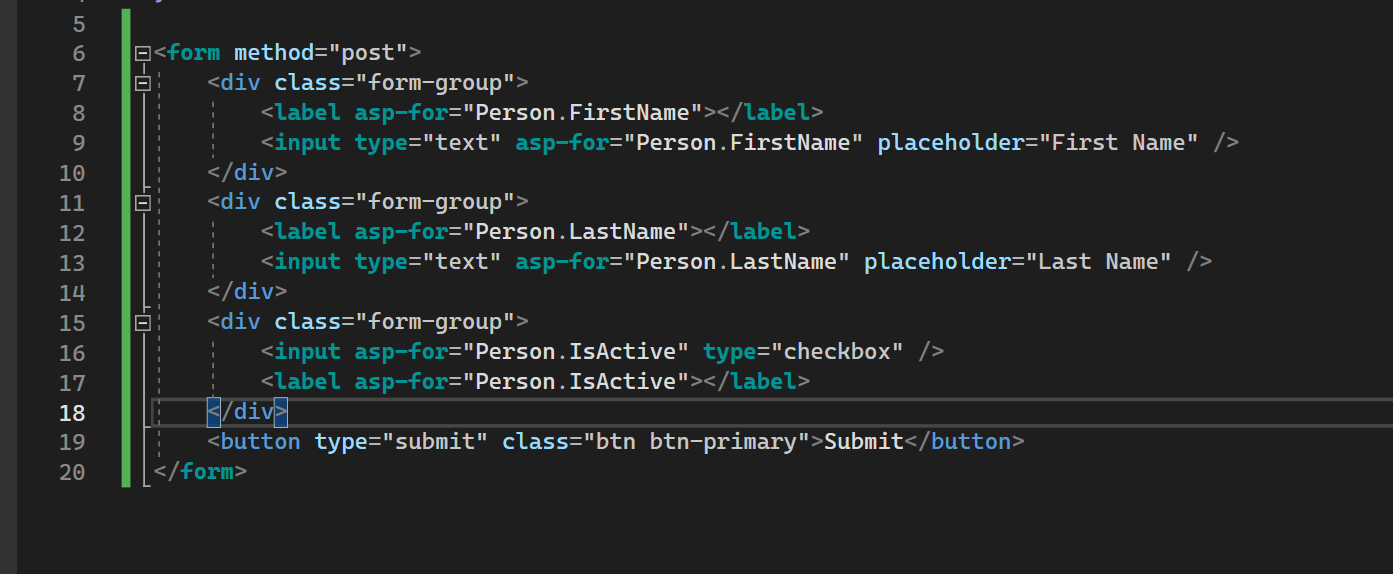 5
6 <form method="post">
7 <div class="form-group">
8 <label asp-for="Person.FirstName"></label>
9 <input type="text" asp-for="Person.FirstName" placeholder="First Name" />
10 </div>
11 <div class="form-group">
12 <label asp-for="Person.LastName"></label>
13 <input type="text" asp-for="Person.LastName" placeholder="Last Name" />
14 </div>
15 <div class="form-group">
16 <input asp-for="Person.IsActive" type="checkbox" />
17 <label asp-for="Person.IsActive"></label>
18 </div>
19 <button type="submit" class="btn btn-primary">Submit</button>
20 </form>